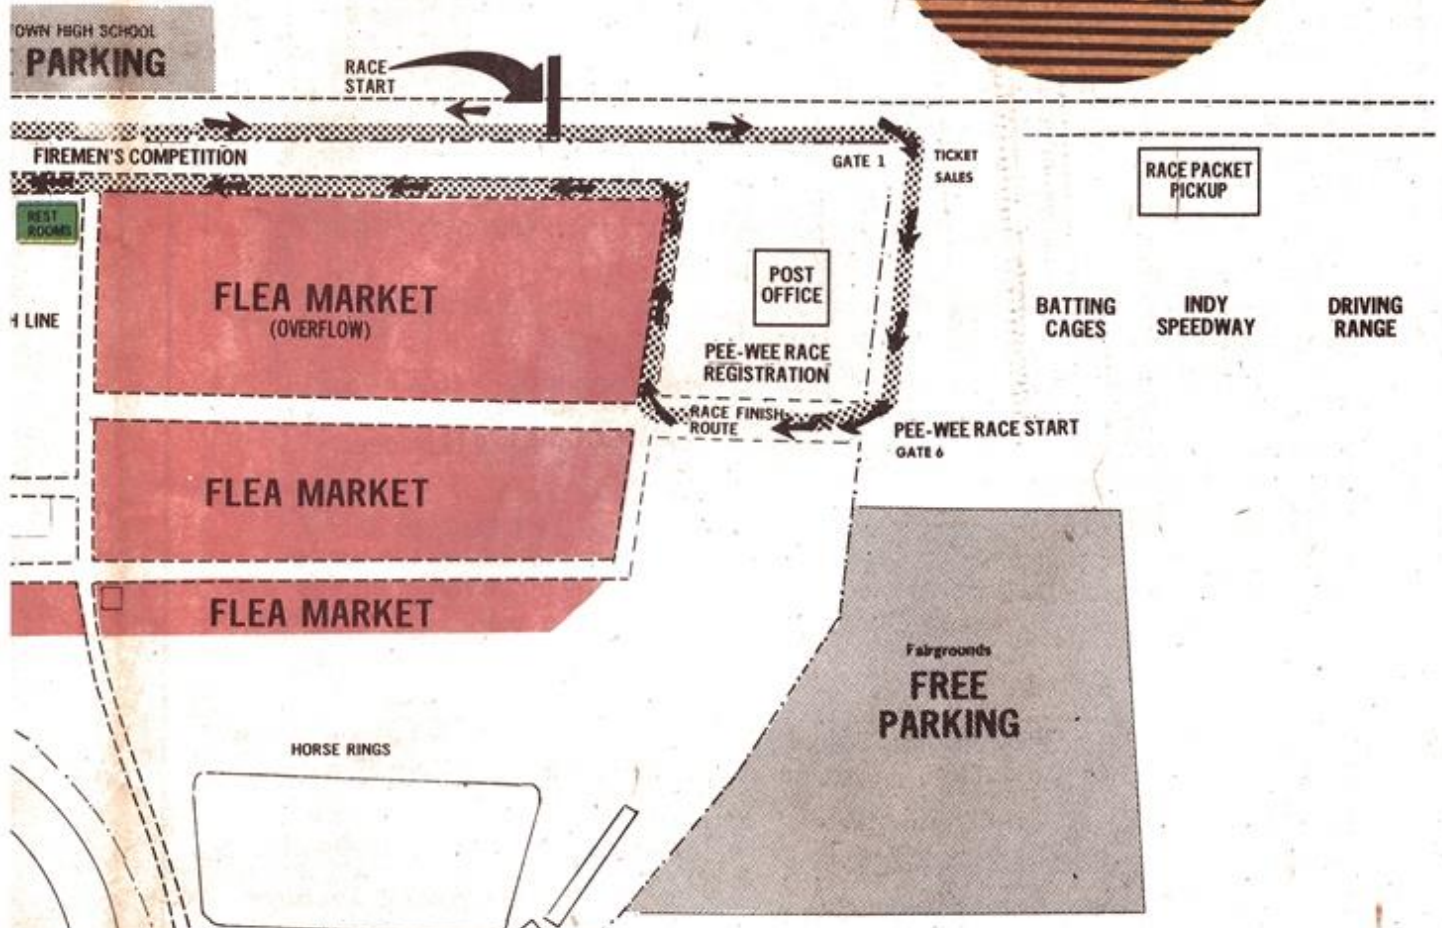 OWN HIGH SCHOOL
PARKING
RACE
START
FIREMEN'S COMPETITION
GATE 1
TICKET
SALES
RACE PACKET
PICKUP
REST
ROOMS
FLEA MARKET
(OVERFLOW)
POST
OFFICE
H LINE
BATTING
CAGES
INDY
SPEEDWAY
DRIVING
RANGE
PEE-WEE RACE
REGISTRATION
RACE FINISH
ROUTE
PEE-WEE RACE START
GATE 6
FLEA MARKET
FLEA MARKET
Fairgrounds
FREE
PARKING
HORSE RINGS